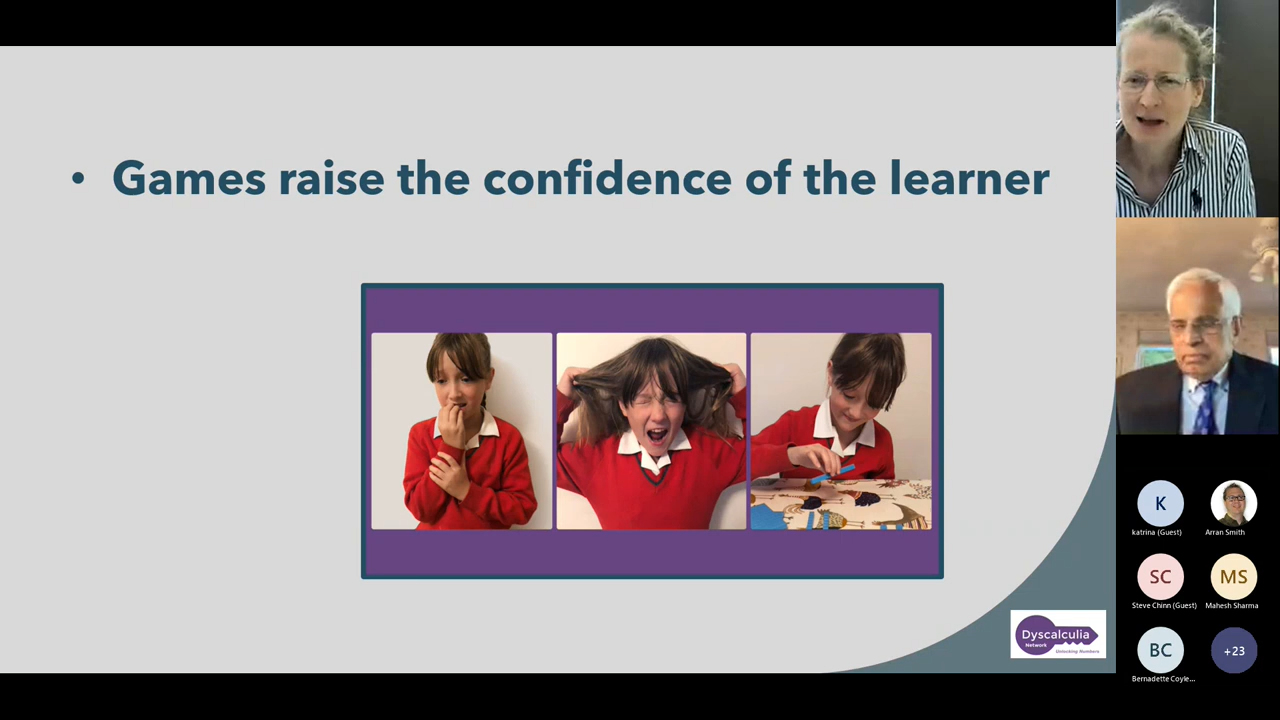 • Games raise the confidence of the learner
Dyscalculia
Network
Unlocking Numbers
K
katrina (Guest)
Arran Smith
SC
Steve Chinn (Guest)
MS
Mahesh Sharma
BC
Bernadette Coyle...
+23